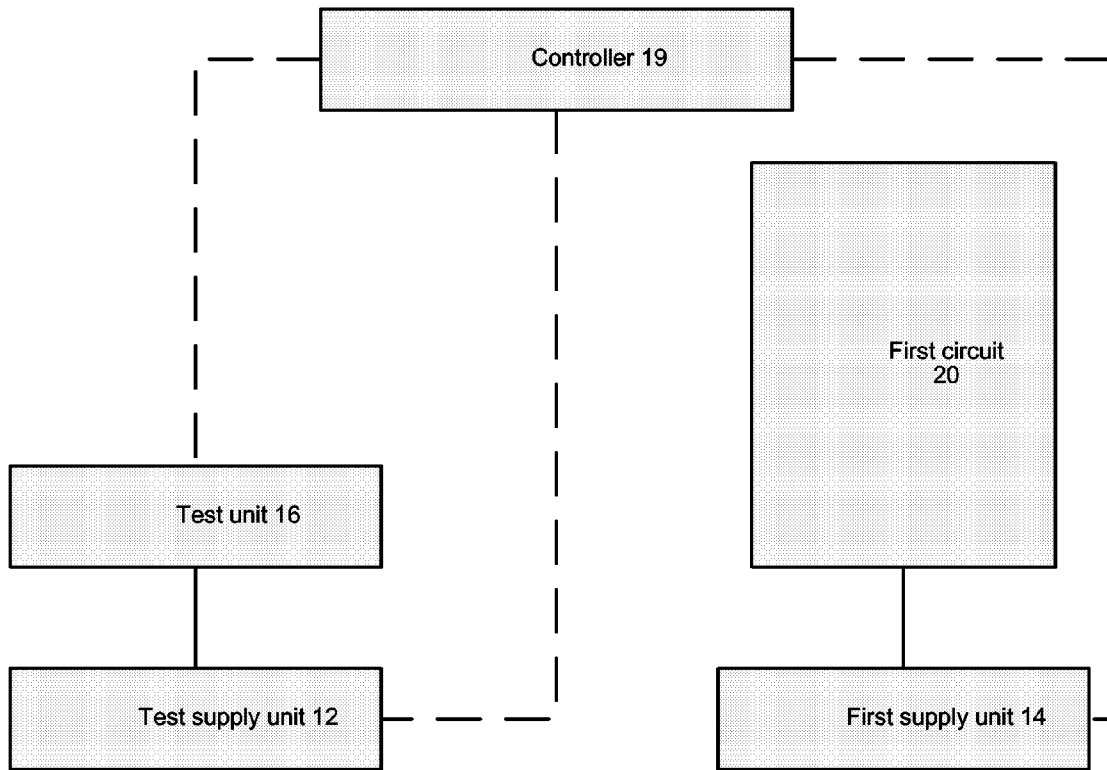 Controller 19
First circuit
20
Test unit 16
Test supply unit 12
First supply unit 14